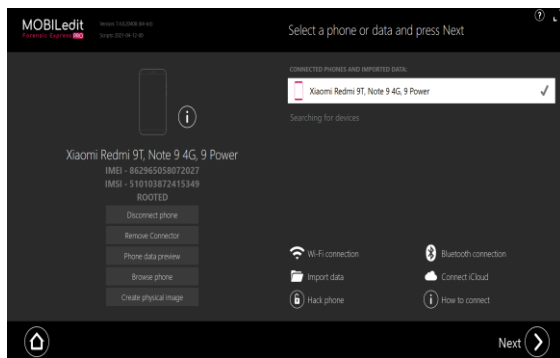 MOBILedit
Forensic Express PRO
Select a phone or data and press Next
CONNECTED PHONES AND IMPORTED DATA:
Xiaomi Redmi 9T, Note 9 4G, 9 Power
Searching for devices
Xiaomi Redmi 9T, Note 9 4G, 9 Power
IMEI - 862965058072027
IMSI - 510103872415349
ROOTED
Disconnect phone
Remove Connector
Phone data preview
Browse phone
Create physical image
Wi-Fi connection
Bluetooth connection
Import data
Connect iCloud
Hack phone
How to connect
Next